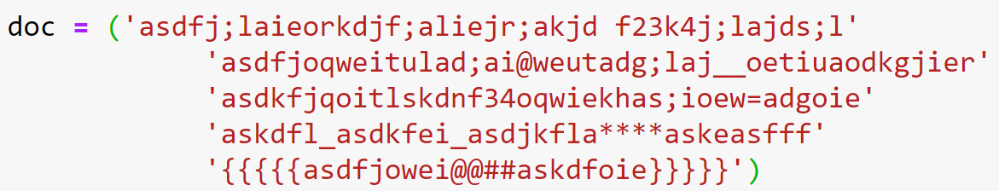 doc = ('asdfj;laieorkdjf;aliejr;akjd f23k4j;lajds;l'
'asdfjoqweitulad;ai@weutadg;laj__oetiuaodkgjier'
'asdkfjqoitlskdnf34oqwiekhas;ioew=adgoie'
'askdfl_asdkfei_asdjkfla****askeasfff'
'{{{{{asdfjowei@@##askdfoie}}}}}')